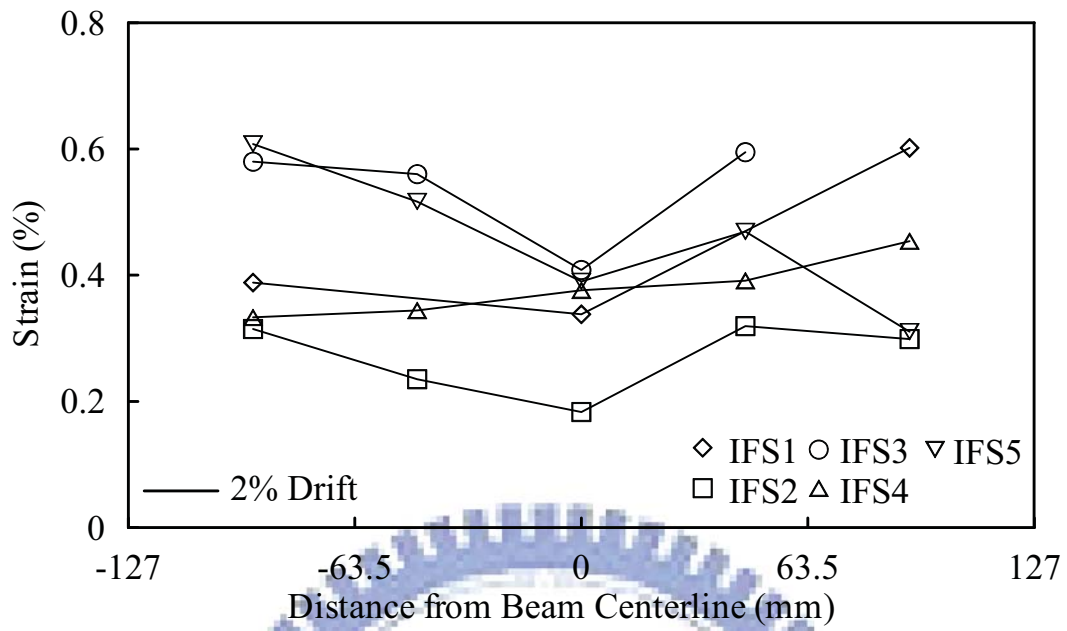 0.8
0.6
0.4
0.2
0
Strain (%)
IFS1 IFS3 IFS5
IFS2 IFS4
2% Drift
-127 -63.5 0 63.5 127
Distance from Beam Centerline (mm)